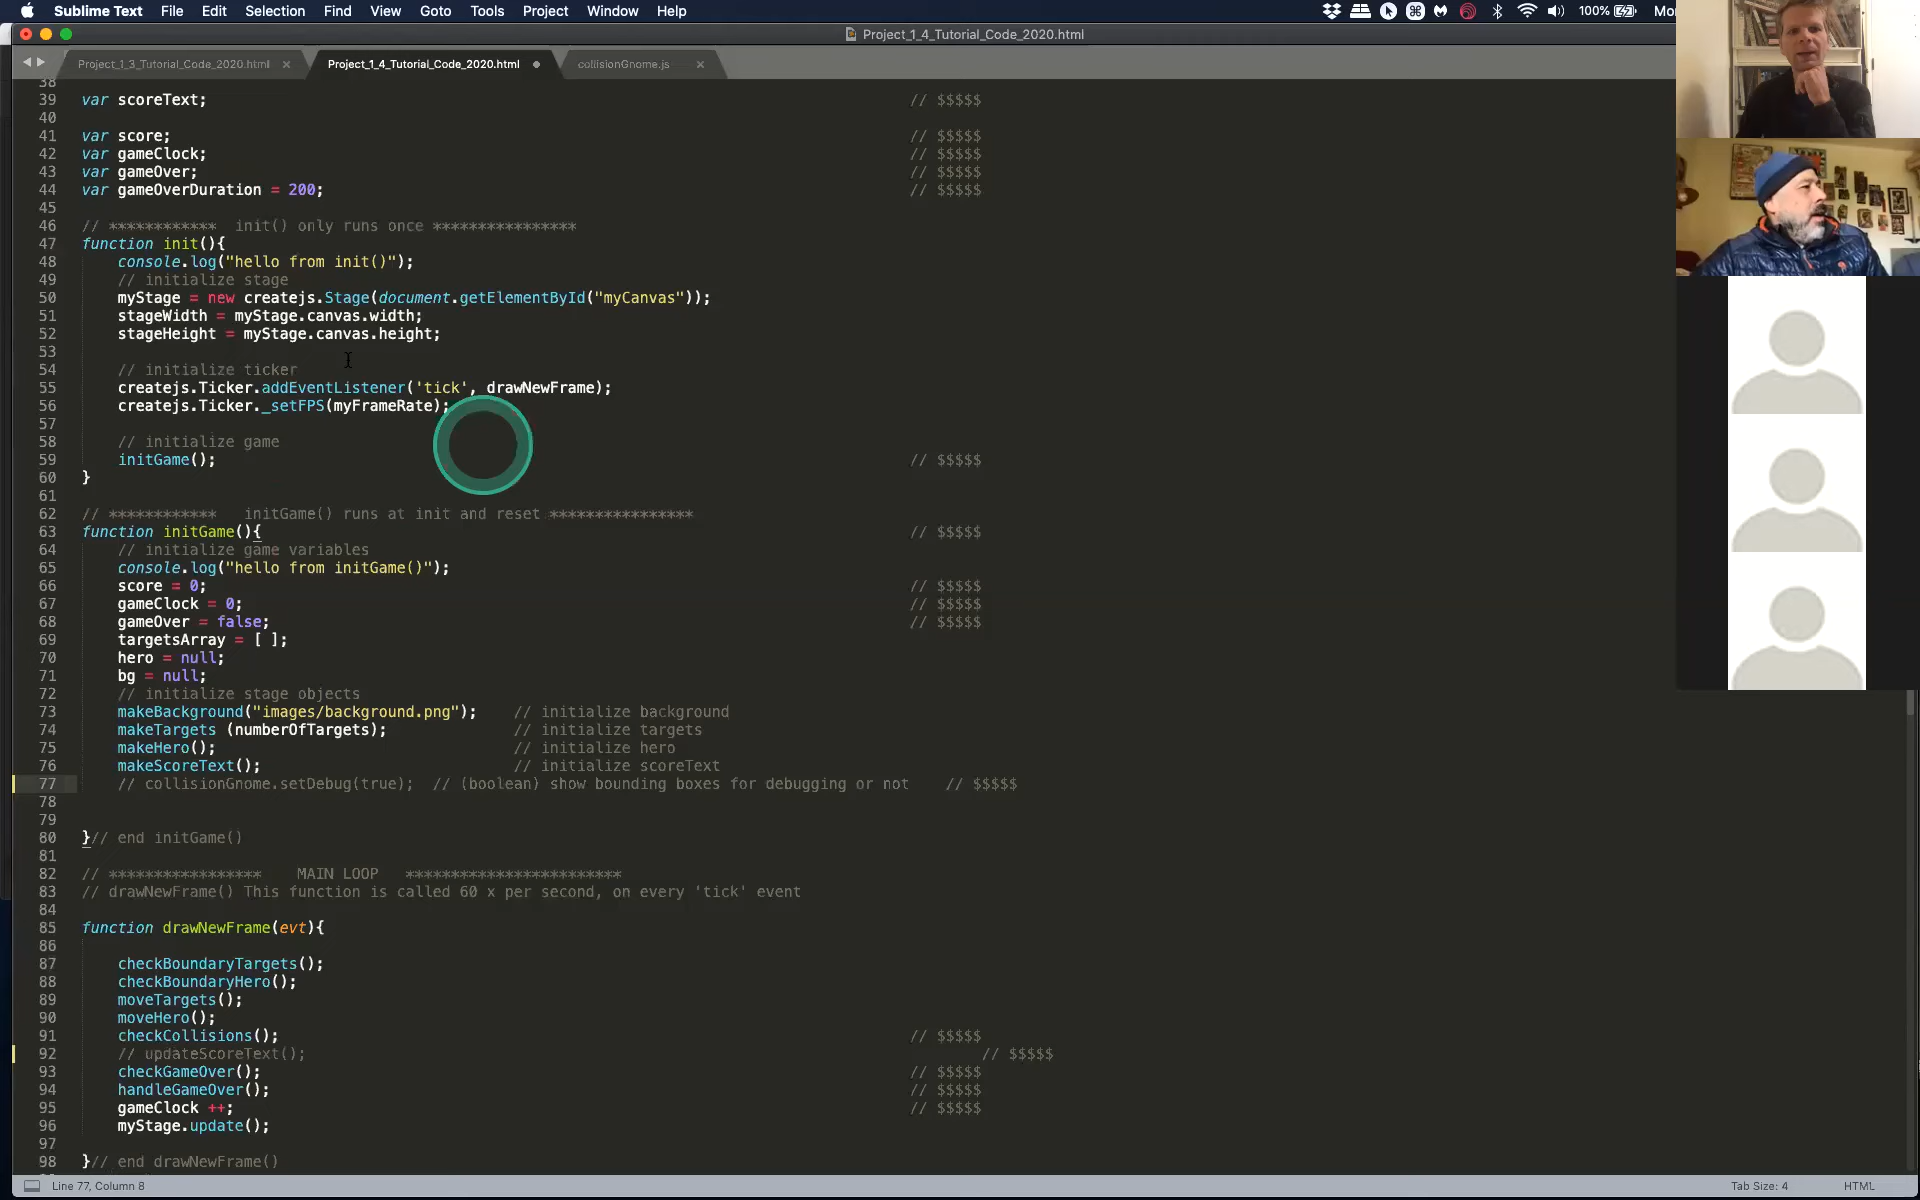 Sublime Text File Edit Selection Find View Goto Tools Project Window Help 100% Mo
Project_1_4_Tutorial_Code_2020.html
Project_1_3_Tutorial_Code_2020.html × Project_1_4_Tutorial_Code_2020.html collisionGnome.js ×
38
39 var scoreText; // $$$$$
40
41 var score; // $$$$$
42 var gameClock; // $$$$$
43 var gameOver; // $$$$$
44 var gameOverDuration = 200; // $$$$$
45
46 // ************ init() only runs once ****************
47 function init(){
48 console.log("hello from init()");
49 // initialize stage
50 myStage = new createjs.Stage(document.getElementById("myCanvas"));
51 stageWidth = myStage.canvas.width;
52 stageHeight = myStage.canvas.height;
53
54 // initialize ticker
55 createjs.Ticker.addEventListener('tick', drawNewFrame);
56 createjs.Ticker._setFPS(myFrameRate);
57
58 // initialize game
59 initGame(); // $$$$$
60 }
61
62 // ************ initGame() runs at init and reset ****************
63 function initGame(){ // $$$$$
64 // initialize game variables
65 console.log("hello from initGame()");
66 score = 0; // $$$$$
67 gameClock = 0; // $$$$$
68 gameOver = false; // $$$$$
69 targetsArray = [ ];
70 hero = null;
71 bg = null;
72 // initialize stage objects
73 makeBackground("images/background.png"); // initialize background
74 makeTargets (numberOfTargets); // initialize targets
75 makeHero(); // initialize hero
76 makeScoreText(); // initialize scoreText
77 // collisionGnome.setDebug(true); // (boolean) show bounding boxes for debugging or not // $$$$$
78
79
80 }// end initGame()
81
82 // ***************** MAIN LOOP ************************
83 // drawNewFrame() This function is called 60 x per second, on every 'tick' event
84
85 function drawNewFrame(evt){
86
87 checkBoundaryTargets();
88 checkBoundaryHero();
89 moveTargets();
90 moveHero();
91 checkCollisions(); // $$$$$
92 // updateScoreText(); // $$$$$
93 checkGameOver(); // $$$$$
94 handleGameOver(); // $$$$$
95 gameClock ++; // $$$$$
96 myStage.update();
97
98 }// end drawNewFrame()
Line 77, Column 8 Tab Size: 4 HTML